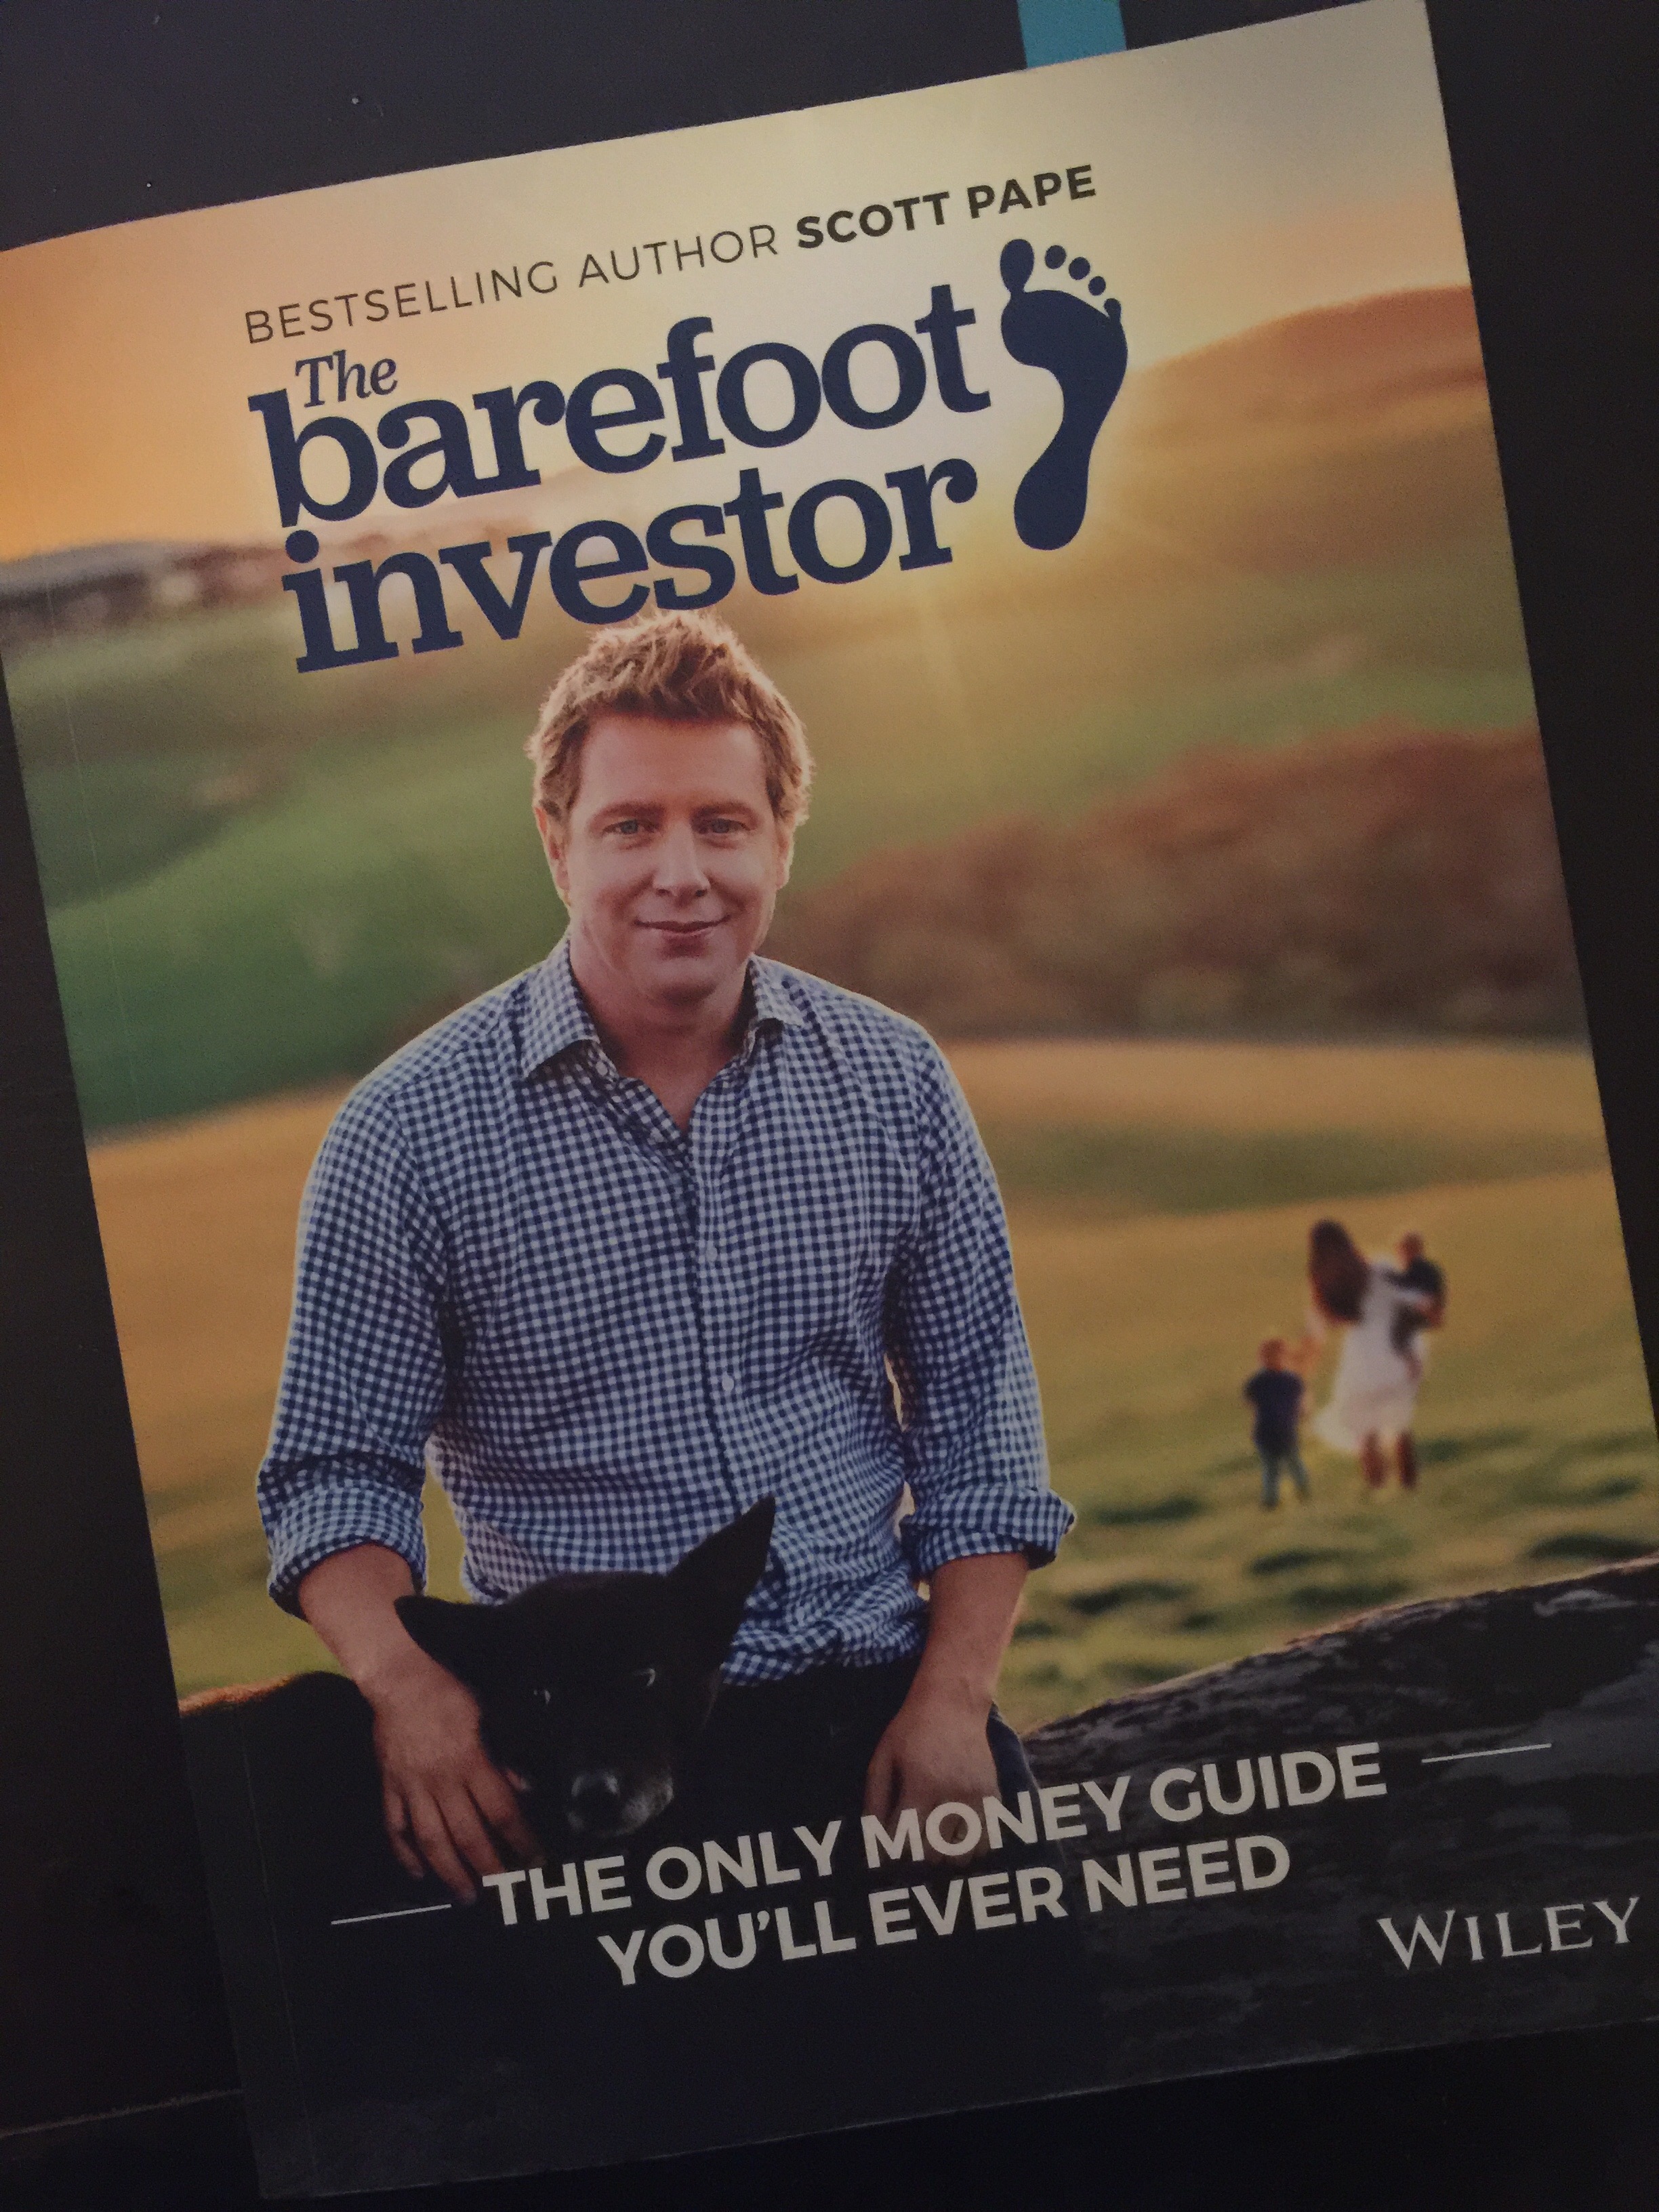 BESTSELLING AUTHOR SCOTT PAPE
The
barefoot
investor
THE ONLY MONEY GUIDE
YOU'LL EVER NEED
WILEY